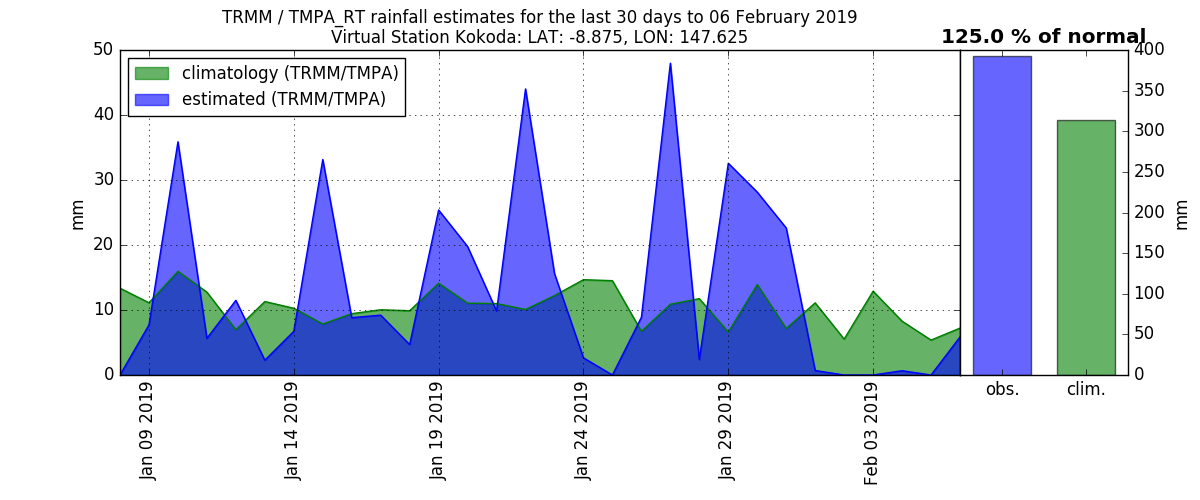 TRMM / TMPA_RT rainfall estimates for the last 30 days to 06 February 2019
Virtual Station Kokoda: LAT: -8.875, LON: 147.625
125.0 % of normal
climatology (TRMM/TMPA)
estimated (TRMM/TMPA)
mm
50
40
30
20
10
0
Jan 09 2019
Jan 14 2019
Jan 19 2019
Jan 24 2019
Jan 29 2019
Feb 03 2019
obs.
clim.
400
350
300
250
200
150
100
50
0
mm